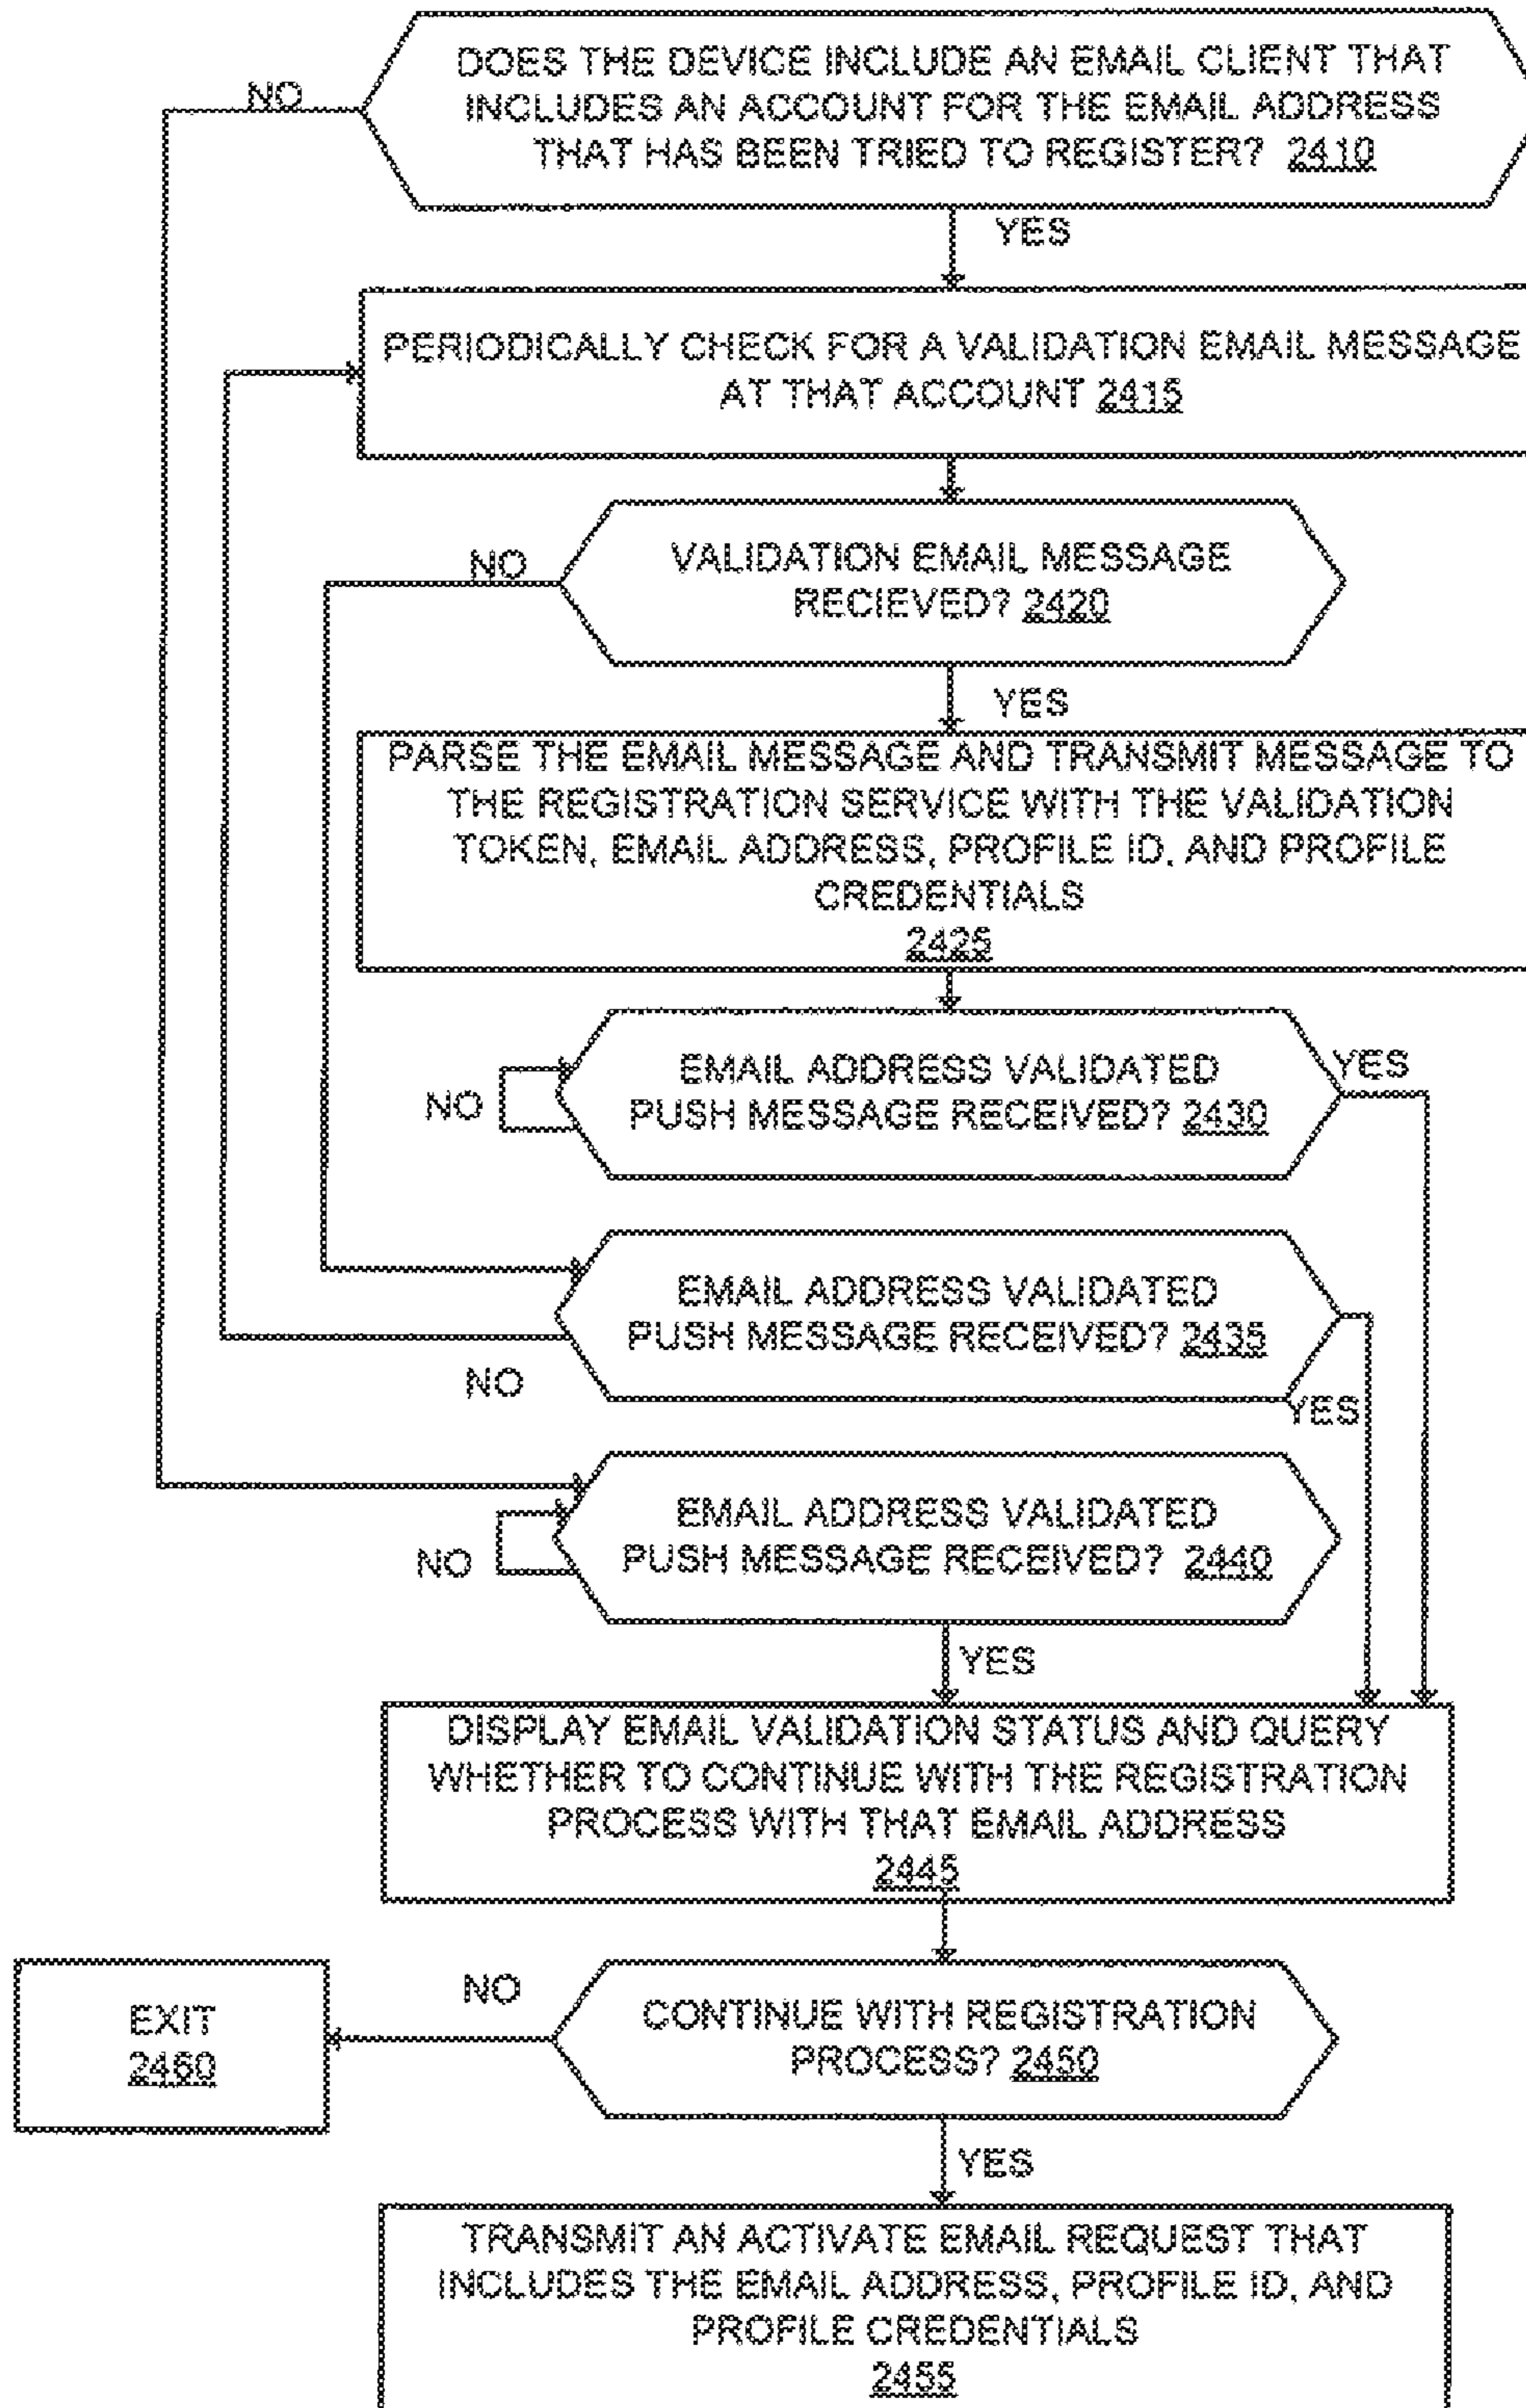 DOES THE DEVICE INCLUDE AN EMAIL CLIENT THAT
INCLUDES AN ACCOUNT FOR THE EMAIL ADDRESS
THAT HAS BEEN TRIED TO REGISTER? 2410
NO
YES
PERIODICALLY CHECK FOR A VALIDATION EMAIL MESSAGE
AT THAT ACCOUNT 2415
NO
VALIDATION EMAIL MESSAGE
RECIEVED? 2420
YES
PARSE THE EMAIL MESSAGE AND TRANSMIT MESSAGE TO
THE REGISTRATION SERVICE WITH THE VALIDATION
TOKEN, EMAIL ADDRESS, PROFILE ID, AND PROFILE
CREDENTIALS
2425
EMAIL ADDRESS VALIDATED
PUSH MESSAGE RECEIVED? 2430
YES
NO
EMAIL ADDRESS VALIDATED
PUSH MESSAGE RECEIVED? 2435
NO
YES
EMAIL ADDRESS VALIDATED
PUSH MESSAGE RECEIVED? 2440
NO
YES
DISPLAY EMAIL VALIDATION STATUS AND QUERY
WHETHER TO CONTINUE WITH THE REGISTRATION
PROCESS WITH THAT EMAIL ADDRESS
2445
NO
CONTINUE WITH REGISTRATION
PROCESS? 2450
EXIT
2460
YES
TRANSMIT AN ACTIVATE EMAIL REQUEST THAT
INCLUDES THE EMAIL ADDRESS, PROFILE ID, AND
PROFILE CREDENTIALS
2455